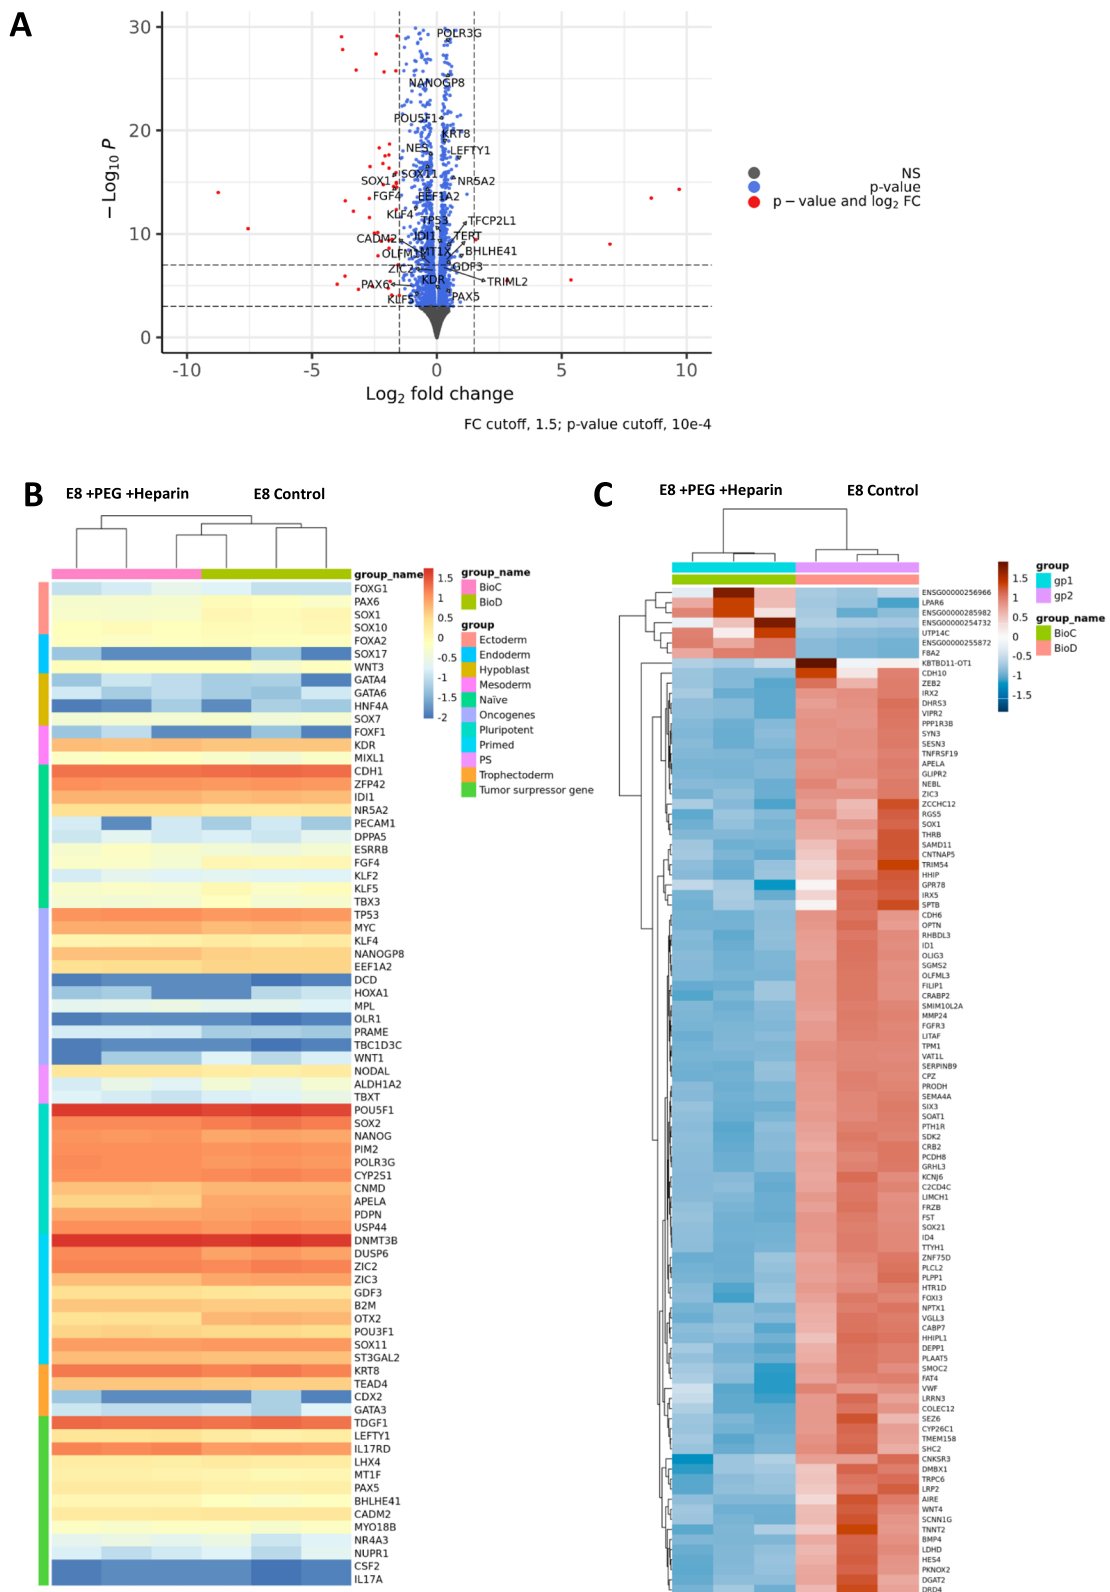 A
30
20
10
0
−Log10 P
POLR3G
NANOGP8
POU5F1
KRT8
NES
LEFTY1
SOX11
SOX1
NR5A2
FGF4
EEF1A2
KLF4
TP53
TFCP2L1
CADM2
IDI1
TERT
OLFM1
MT1X
BHLHE41
ZIC2
GDF3
PAX6
KDR
TRIML2
KLF5
PAX5
-10
-5
0
5
10
Log2 fold change
NS
p-value
p − value and log2 FC
FC cutoff, 1.5; p-value cutoff, 10e-4
B
E8 +PEG +Heparin
E8 Control
group_name
FOXG1
PAX6
SOX1
SOX10
FOXA2
SOX17
WNT3
GATA4
GATA6
HNF4A
SOX7
FOXF1
KDR
MIXL1
CDH1
ZFP42
IDI1
NR5A2
PECAM1
DPPA5
ESRRB
FGF4
KLF2
KLF5
TBX3
TP53
MYC
KLF4
NANOGP8
EEF1A2
DCD
HOXA1
MPL
OLR1
PRAME
TBC1D3C
WNT1
NODAL
ALDH1A2
TBXT
POU5F1
SOX2
NANOG
PIM2
POLR3G
CYP2S1
CNMD
APELA
PDPN
USP44
DNMT3B
DUSP6
ZIC2
ZIC3
GDF3
B2M
OTX2
POU3F1
SOX11
ST3GAL2
KRT8
TEAD4
CDX2
GATA3
TDGF1
LEFTY1
IL17RD
LHX4
MT1F
PAX5
BHLHE41
CADM2
MYO18B
NR4A3
NUPR1
CSF2
IL17A
1.5
1
0.5
0
-0.5
-1
-1.5
-2
group_name
BioC
BioD
group
Ectoderm
Endoderm
Hypoblast
Mesoderm
Naïve
Oncogenes
Pluripotent
Primed
PS
Trophectoderm
Tumor surpressor gene
C
E8 +PEG +Heparin
E8 Control
ENSG00000256966
LPAR6
ENSG00000285982
ENSG00000254732
UTP14C
ENSG00000255872
F8A2
KBTBD11-OT1
CDH10
ZEB2
IRX2
DHRS3
VIPR2
PPP1R3B
SYN3
SESN3
TNFRSF19
APELA
GLIPR2
NEBL
ZIC3
ZCCHC12
RGS5
SOX1
THRB
SAMD11
CNTNAP5
TRIM54
HHIP
GPR78
IRX5
SPTB
CDH6
OPTN
RHBDL3
ID1
OLIG3
SGMS2
OLFML3
FILIP1
CRABP2
SMIM10L2A
MMP24
FGFR3
LITAF
TPM1
VAT1L
SERPINB9
CPZ
PRODH
SEMA4A
SIX3
SOAT1
PTH1R
SDK2
CRB2
PCDH8
GRHL3
KCNJ6
C2CD4C
LIMCH1
FRZB
FST
SOX21
ID4
TTYH1
ZNF75D
PLCL2
PLPP1
HTR1D
FOXI3
NPTX1
VGLL3
CABP7
HHIPL1
DEPP1
PLAAT5
SMOC2
FAT4
VWF
LRRN3
COLEC12
SEZ6
CYP26C1
TMEM158
SHC2
CNKSR3
DMBX1
TRPC6
LRP2
AIRE
WNT4
SCNN1G
TNNT2
BMP4
LDHD
HES4
PKNOX2
DGAT2
DRD4
1.5
1
0.5
0
-0.5
-1
-1.5
group
gp1
gp2
group_name
BioC
BioD